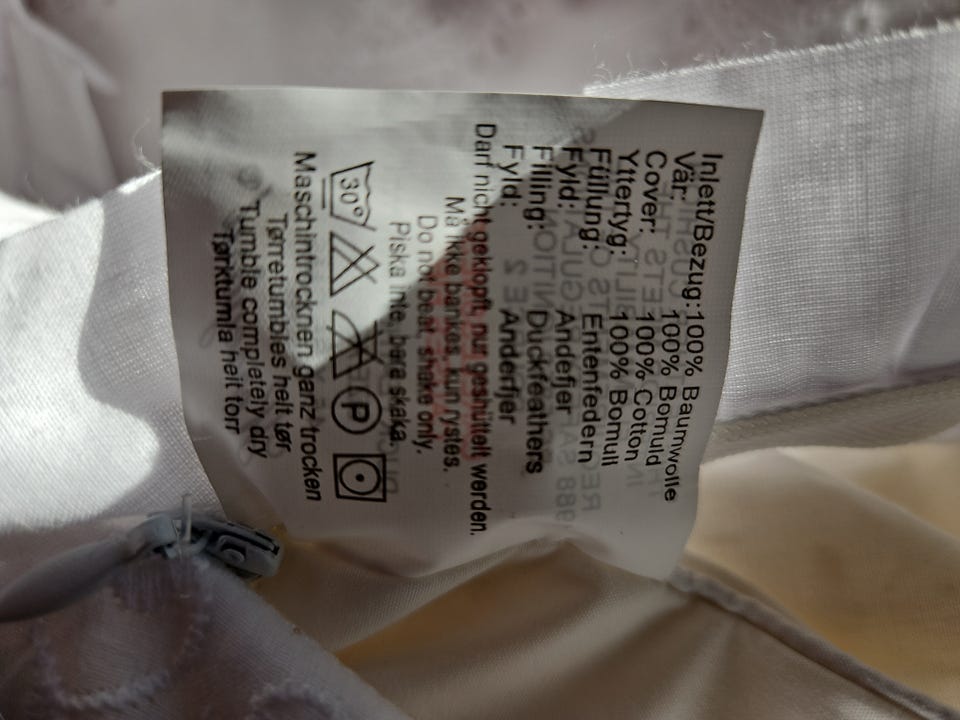 Inlett/Bezug:100% Baumwolle
Vår: 100% Bomuld
Cover: 100% Cotton
Yttertyg: 100% Bomull
Füllung: Entenfedern
Fyld: Andefjer
Filling: Duckfeathers
Fyld: Anderfjer
Darf nicht geklopft, nur geshüttelt werden.
Må ikke bankes, kun rystes.
Do not beat, shake only.
Piska inte, bara skaka.
30° P
Maschintrocknen ganz trocken
Tørretumbles helt tør
Tumble completely dry
Tørktumla helt torr